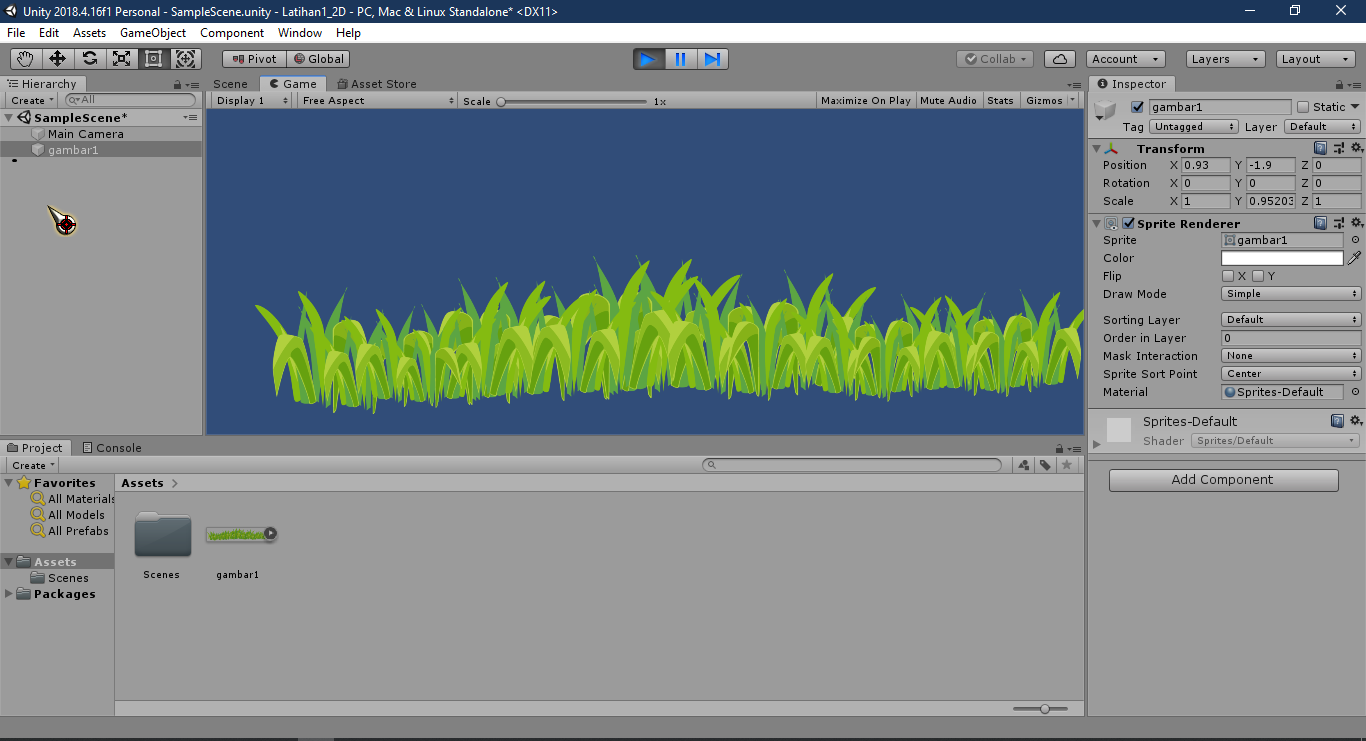 Unity 2018.4.16f1 Personal - SampleScene.unity - Latihan1_2D - PC, Mac & Linux Standalone* <DX11>
File Edit Assets GameObject Component Window Help
Pivot Global Collab Account Layers Layout
Hierarchy Scene Game Asset Store Inspector
Create All Display 1 Free Aspect Scale 1x Maximize On Play Mute Audio Stats Gizmos
gambar1 Static
SampleScene*
Main Camera
gambar1
Tag Untagged Layer Default
Transform
Position X 0.93 Y -1.9 Z 0
Rotation X 0 Y 0 Z 0
Scale X 1 Y 0.95203 Z 1
Sprite Renderer
Sprite gambar1
Color
Flip X Y
Draw Mode Simple
Sorting Layer Default
Order in Layer 0
Mask Interaction None
Sprite Sort Point Center
Material Sprites-Default
Sprites-Default
Shader Sprites/Default
Add Component
Project Console
Create
Favorites
All Materials
All Models
All Prefabs
Assets
Scenes
Packages
Assets
Scenes gambar1